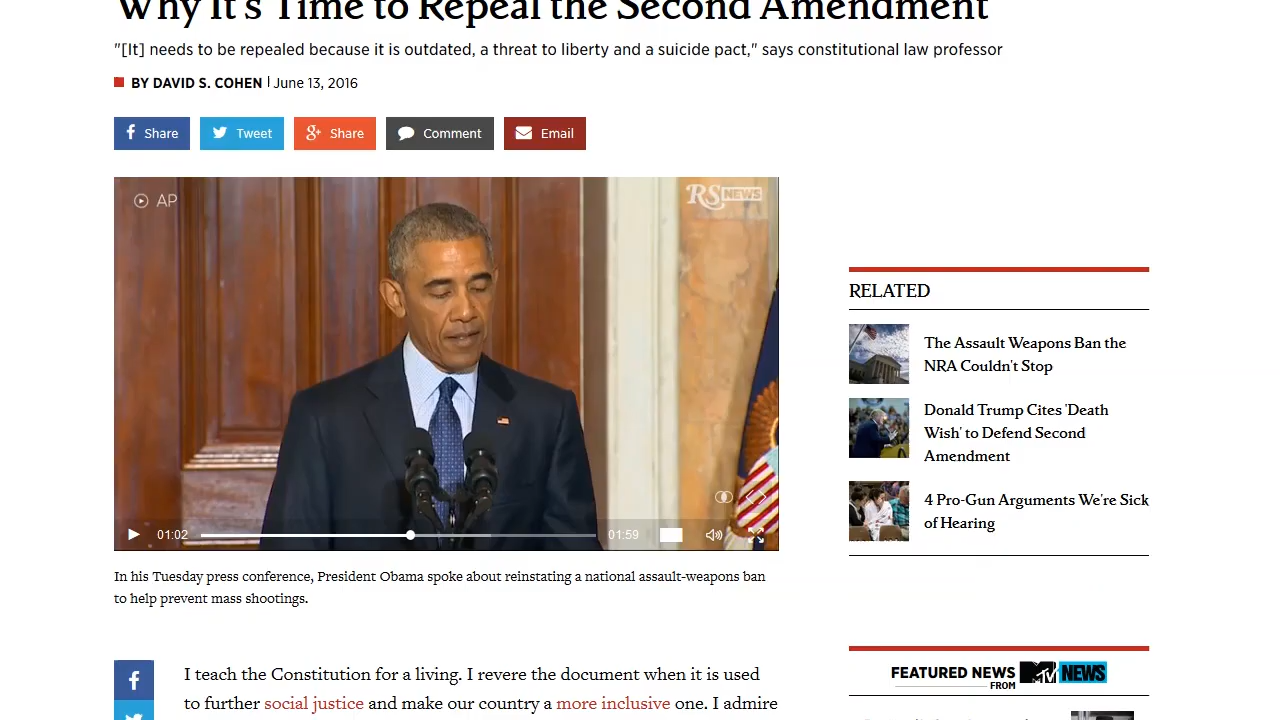 Why It's Time to Repeal the Second Amendment
"[It] needs to be repealed because it is outdated, a threat to liberty and a suicide pact," says constitutional law professor
BY DAVID S. COHEN | June 13, 2016
Share
Tweet
Share
Comment
Email
AP
RS NEWS
01:02
01:59
In his Tuesday press conference, President Obama spoke about reinstating a national assault-weapons ban
to help prevent mass shootings.
I teach the Constitution for a living. I revere the document when it is used
to further social justice and make our country a more inclusive one. I admire
RELATED
The Assault Weapons Ban the
NRA Couldn't Stop
Donald Trump Cites 'Death
Wish' to Defend Second
Amendment
4 Pro-Gun Arguments We're Sick
of Hearing
FEATURED NEWS
FROM
MTV NEWS